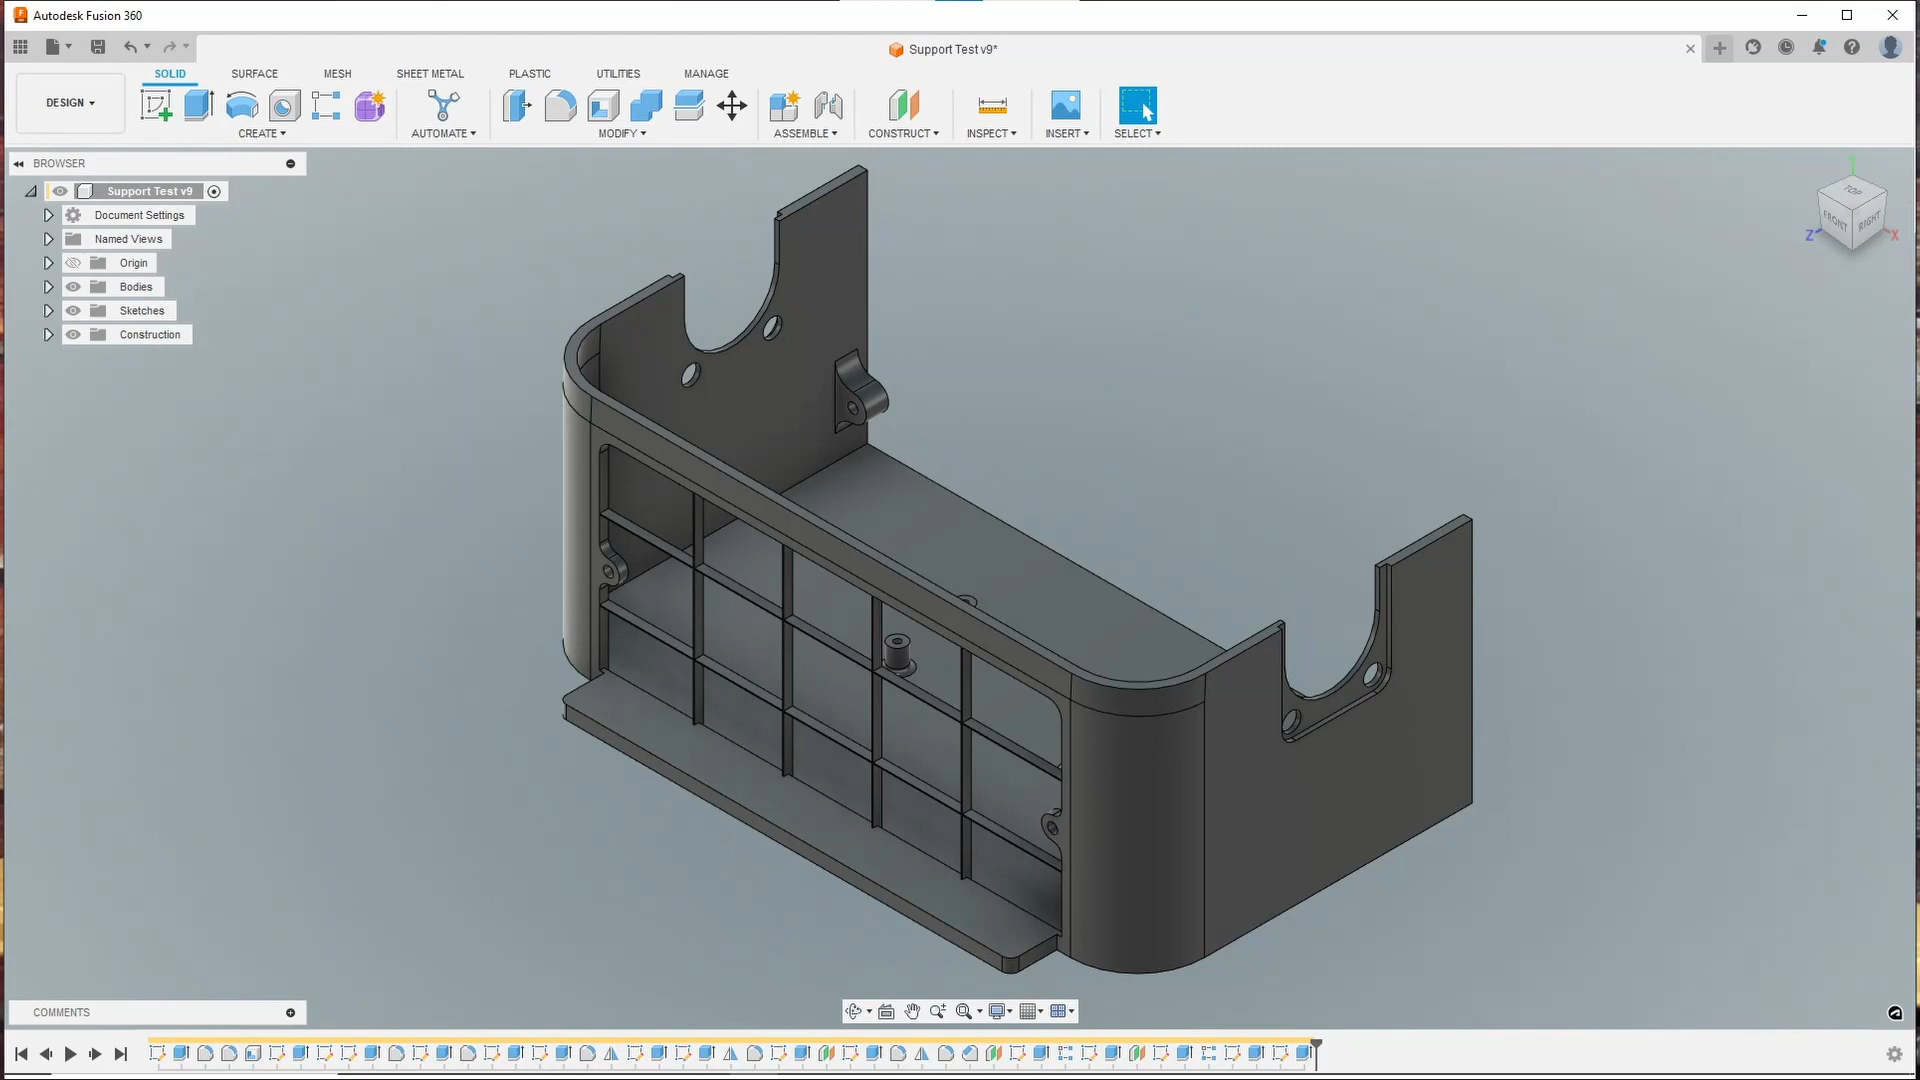 Autodesk Fusion 360
Support Test v9*
SOLID SURFACE MESH SHEET METAL PLASTIC UTILITIES MANAGE
DESIGN
CREATE AUTOMATE MODIFY ASSEMBLE CONSTRUCT INSPECT INSERT SELECT
BROWSER
Support Test v9
Document Settings
Named Views
Origin
Bodies
Sketches
Construction
TOP
FRONT RIGHT
Z X
COMMENTS